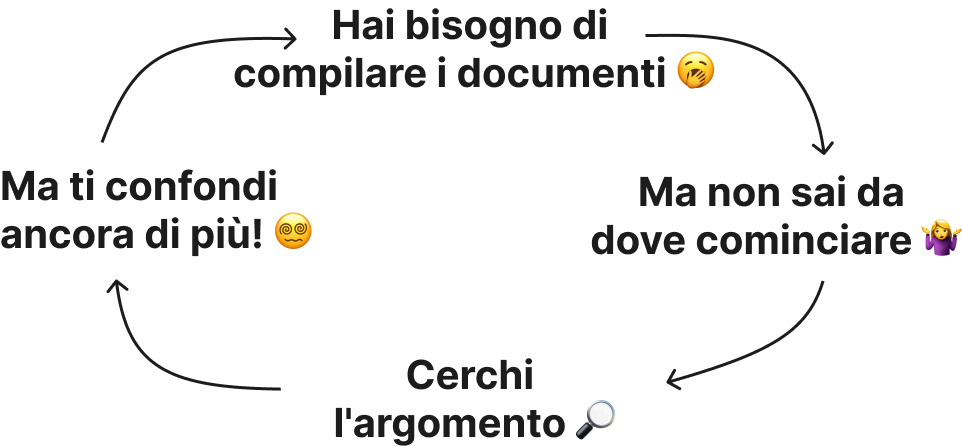 Hai bisogno di
compilare i documenti 🥱
Ma non sai da
dove cominciare 🤷‍♀️
Cerchi
l'argomento 🔎
Ma ti confondi
ancora di più! 😵‍💫